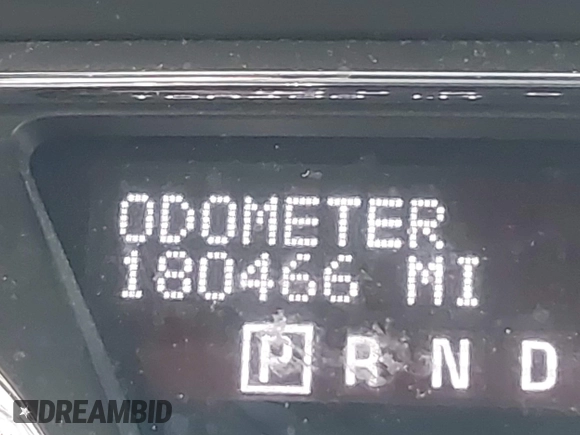 ODOMETER
180466 MI
P R N D
DREAMBID